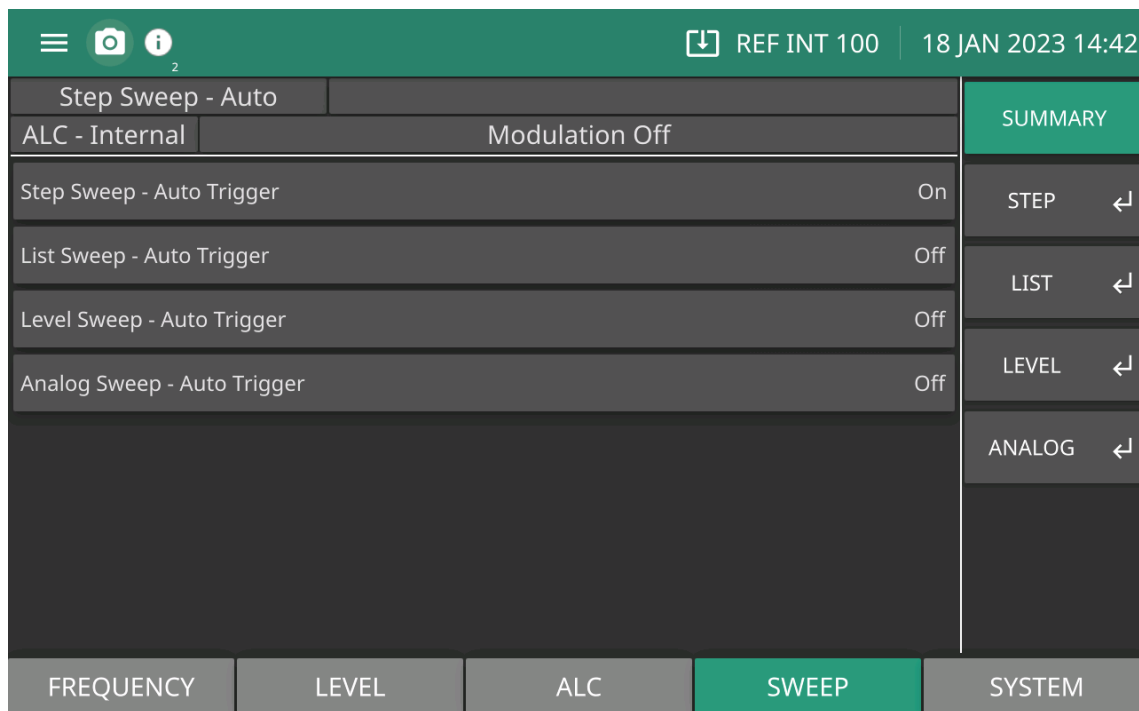 REF INT 100 18 JAN 2023 14:42
2
Step Sweep - Auto
ALC - Internal Modulation Off
Step Sweep - Auto Trigger On
List Sweep - Auto Trigger Off
Level Sweep - Auto Trigger Off
Analog Sweep - Auto Trigger Off
SUMMARY
STEP
LIST
LEVEL
ANALOG
FREQUENCY LEVEL ALC SWEEP SYSTEM